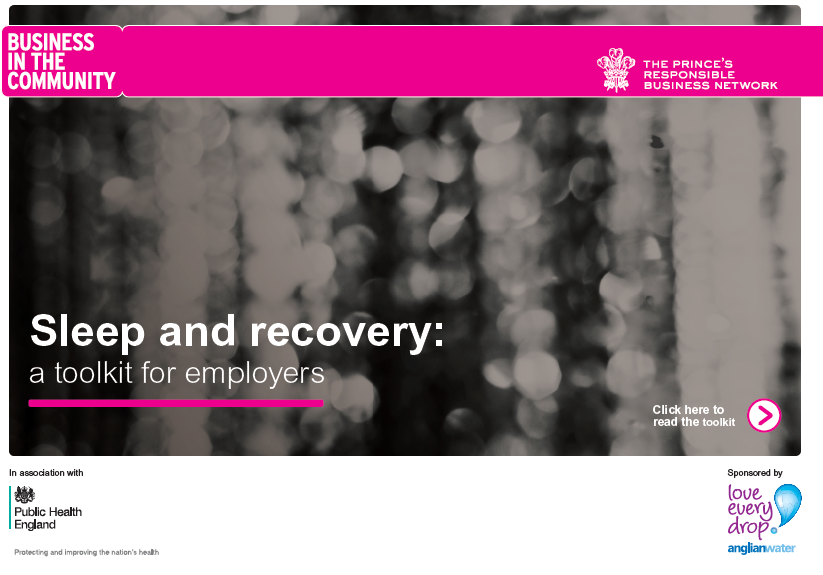 BUSINESS
IN THE
COMMUNITY
THE PRINCE'S
RESPONSIBLE
BUSINESS NETWORK
Sleep and recovery:
a toolkit for employers
Click here to
read the toolkit
In association with
Public Health
England
Protecting and improving the nation's health
Sponsored by
love
every
drop
anglianwater